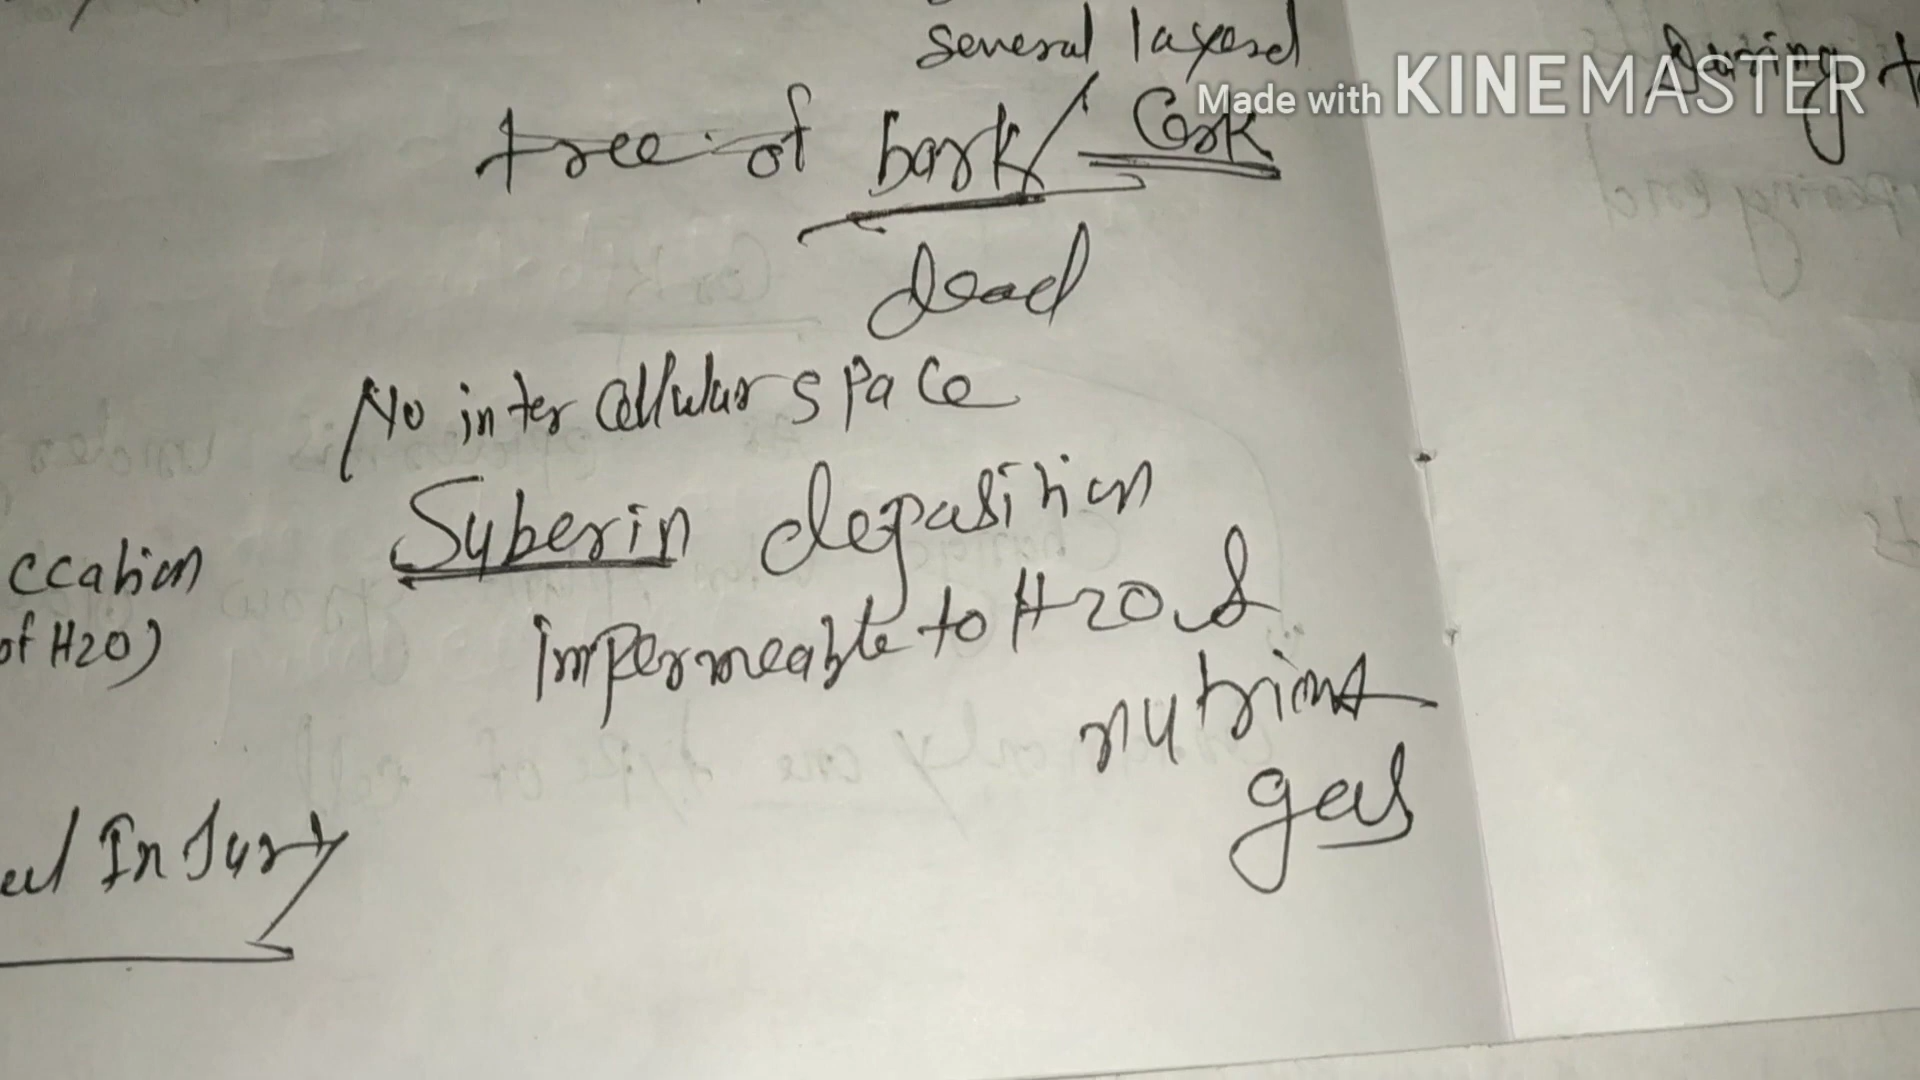 several layered
Made with KINEMASTER
During
tree of bark / Cork
dead
No inter cellular space
Suberin deposition
ccation
impermeable to H2O &
of H2O)
nutrient
gas
Injury